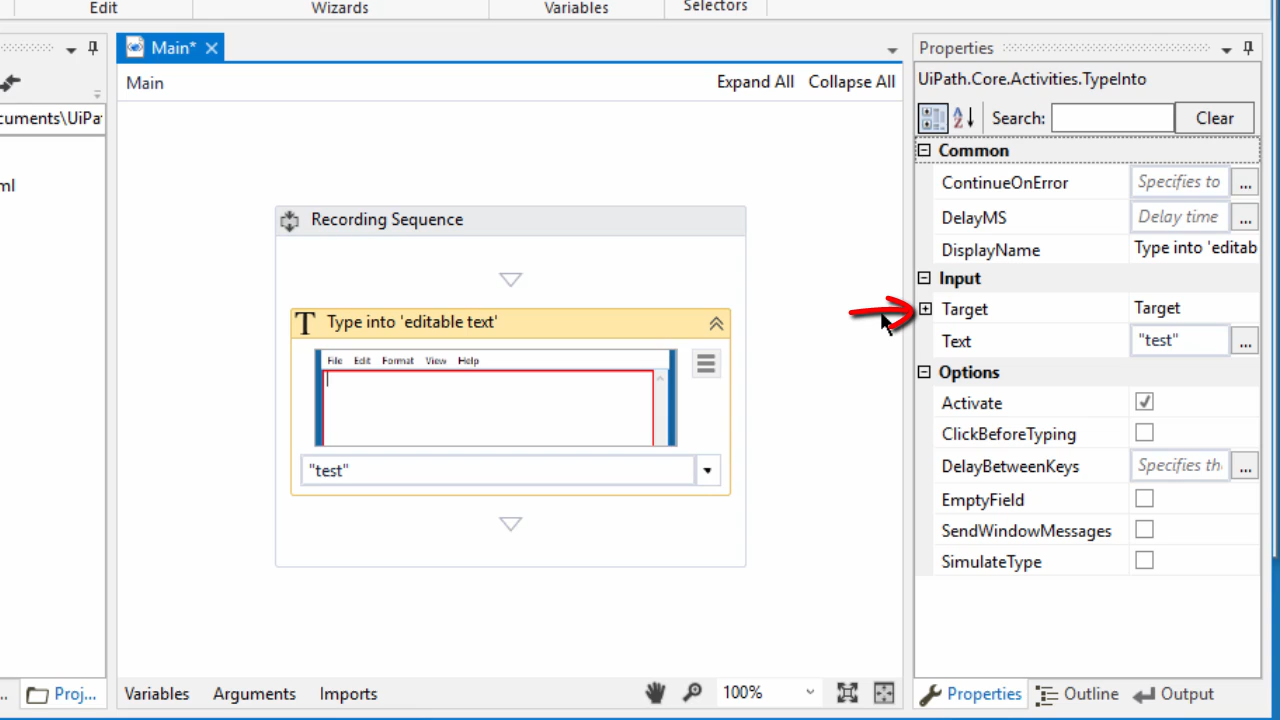 Edit
Wizards
Variables
Selectors
Main*
Main
Expand All
Collapse All
cuments\UiPa
ml
Recording Sequence
Type into 'editable text'
File Edit Format View Help
"test"
Properties
UiPath.Core.Activities.TypeInto
Search:
Clear
Common
ContinueOnError Specifies to ...
DelayMS Delay time ...
DisplayName Type into 'editab
Input
Target Target
Text "test" ...
Options
Activate
ClickBeforeTyping
DelayBetweenKeys Specifies th ...
EmptyField
SendWindowMessages
SimulateType
... Proj...
Variables Arguments Imports
100%
Properties Outline Output